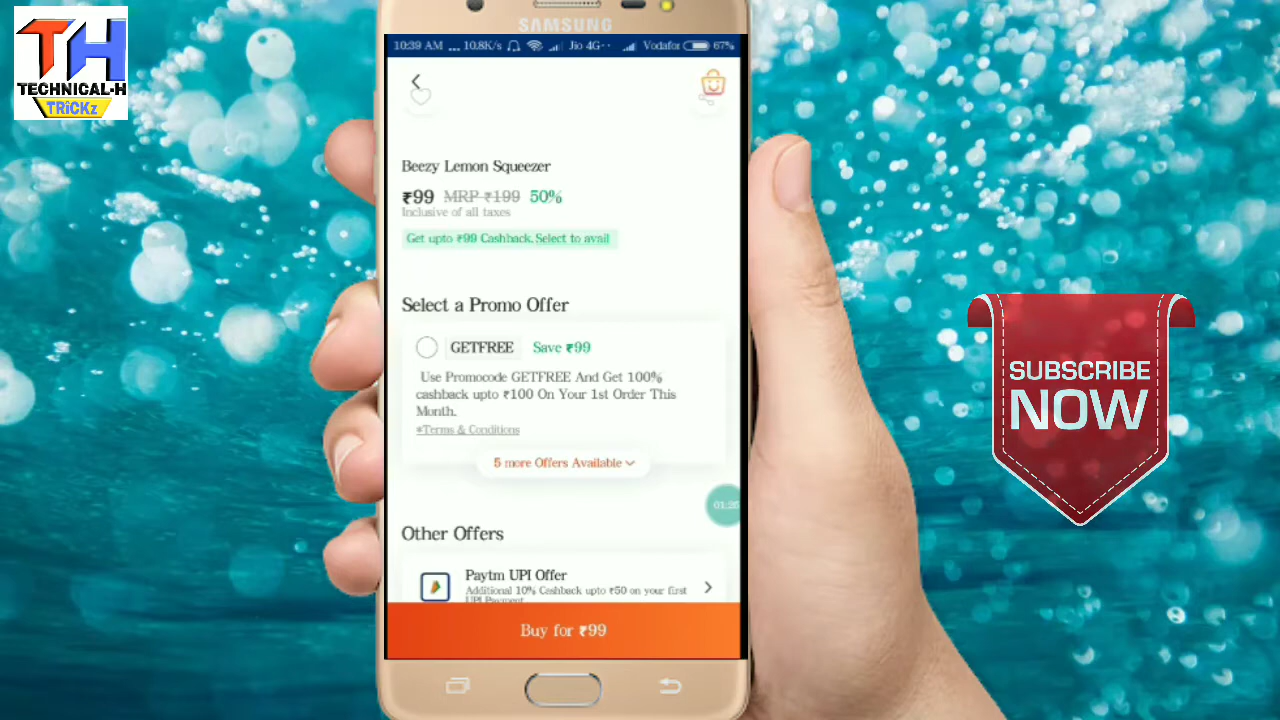 TH
TECHNICAL-H
TRiCKz
SAMSUNG
10:39 AM ... 10.8K/s Jio 4G Vodafor 67%
Beezy Lemon Squeezer
₹99 MRP ₹199 50%
Inclusive of all taxes
Get upto ₹99 Cashback. Select to avail
Select a Promo Offer
GETFREE Save ₹99
Use Promocode GETFREE And Get 100%
cashback upto ₹100 On Your 1st Order This
Month.
*Terms & Conditions
5 more Offers Available
01:26
Other Offers
Paytm UPI Offer
Additional 10% Cashback upto ₹50 on your first
UPI Payment
Buy for ₹99
SUBSCRIBE
NOW